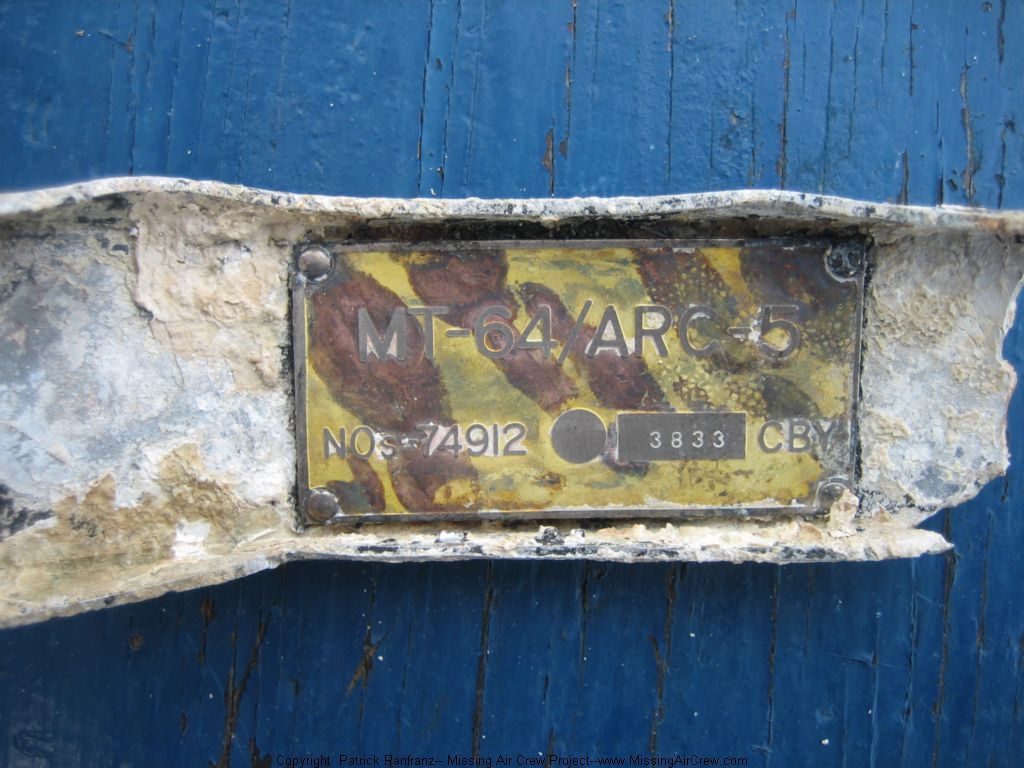 MT-64/ARC-5
NOs-74912 3833 CBY
Copyright Patrick Ranfranz-- Missing Air Crew Project--www.MissingAirCrew.com